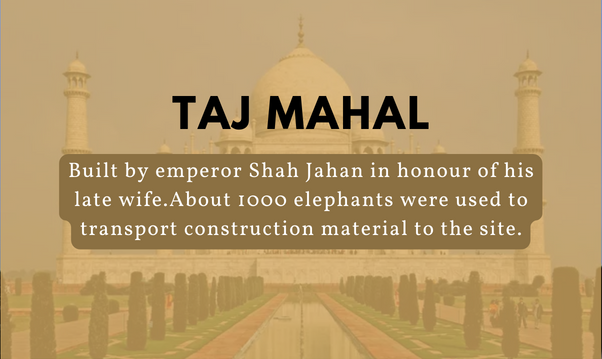 TAJ MAHAL
Built by emperor Shah Jahan in honour of his
late wife.About 1000 elephants were used to
transport construction material to the site.